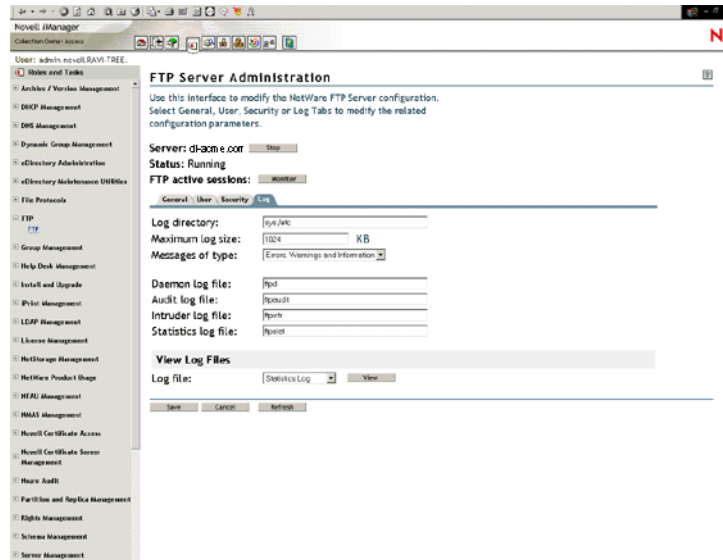 Novell iManager
Collection Owner Access
N
User: admin.novell.RAVI-TREE.
Roles and Tasks
Archive / Version Management
DHCP Management
DNS Management
Dynamic Group Management
eDirectory Administration
eDirectory Maintenance Utilities
File Protocols
FTP
FTP
Group Management
Help Desk Management
Install and Upgrade
iPrint Management
LDAP Management
License Management
NetStorage Management
NetWare Product Usage
NMAS Management
Novell Certificate Access
Novell Certificate Server Management
Nsure Audit
Partition and Replica Management
Rights Management
Schema Management
Server Management
FTP Server Administration
?
Use this interface to modify the NetWare FTP Server configuration.
Select General, User, Security or Log Tabs to modify the related
configuration parameters.
Server: di-acme.com Stop
Status: Running
FTP active sessions: Monitor
General User Security Log
Log directory: sys:/etc
Maximum log size: 1024 KB
Messages of type: Errors, Warnings and Information
Daemon log file: ftpd
Audit log file: ftpaudit
Intruder log file: ftpintr
Statistics log file: ftpstat
View Log Files
Log file: Statistics Log View
Save Cancel Refresh